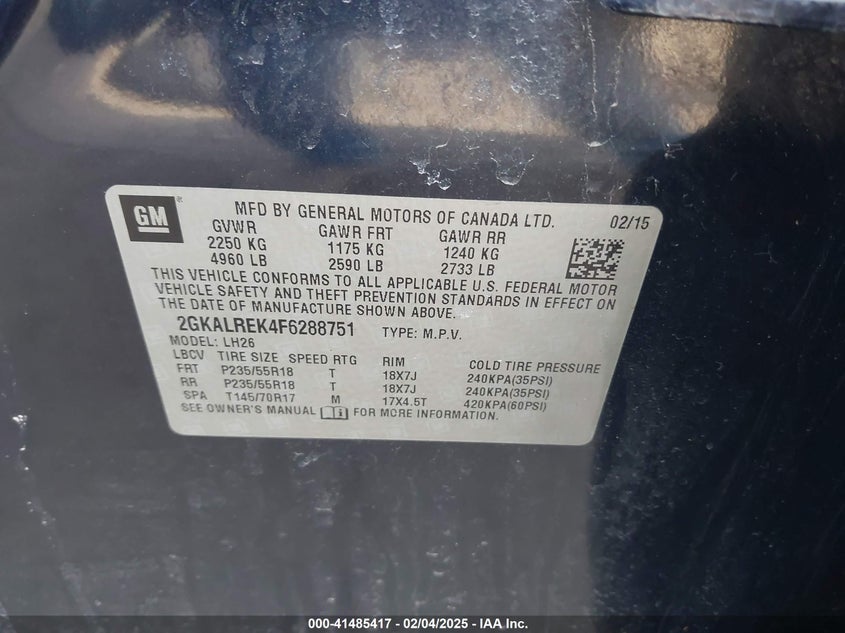 GM ® MFD BY GENERAL MOTORS OF CANADA LTD. 02/15
GVWR GAWR FRT GAWR RR
2250 KG 1175 KG 1240 KG
4960 LB 2590 LB 2733 LB
THIS VEHICLE CONFORMS TO ALL APPLICABLE U.S. FEDERAL MOTOR
VEHICLE SAFETY AND THEFT PREVENTION STANDARDS IN EFFECT ON
THE DATE OF MANUFACTURE SHOWN ABOVE.
2GKALREK4F6288751 TYPE: M.P.V.
MODEL: LH26
LBCV TIRE SIZE SPEED RTG RIM COLD TIRE PRESSURE
FRT P235/55R18 T 18X7J 240KPA(35PSI)
RR P235/55R18 T 18X7J 240KPA(35PSI)
SPA T145/70R17 M 17X4.5T 420KPA(60PSI)
SEE OWNER'S MANUAL FOR MORE INFORMATION.
000-41485417 — 02/04/2025 — IAA Inc.